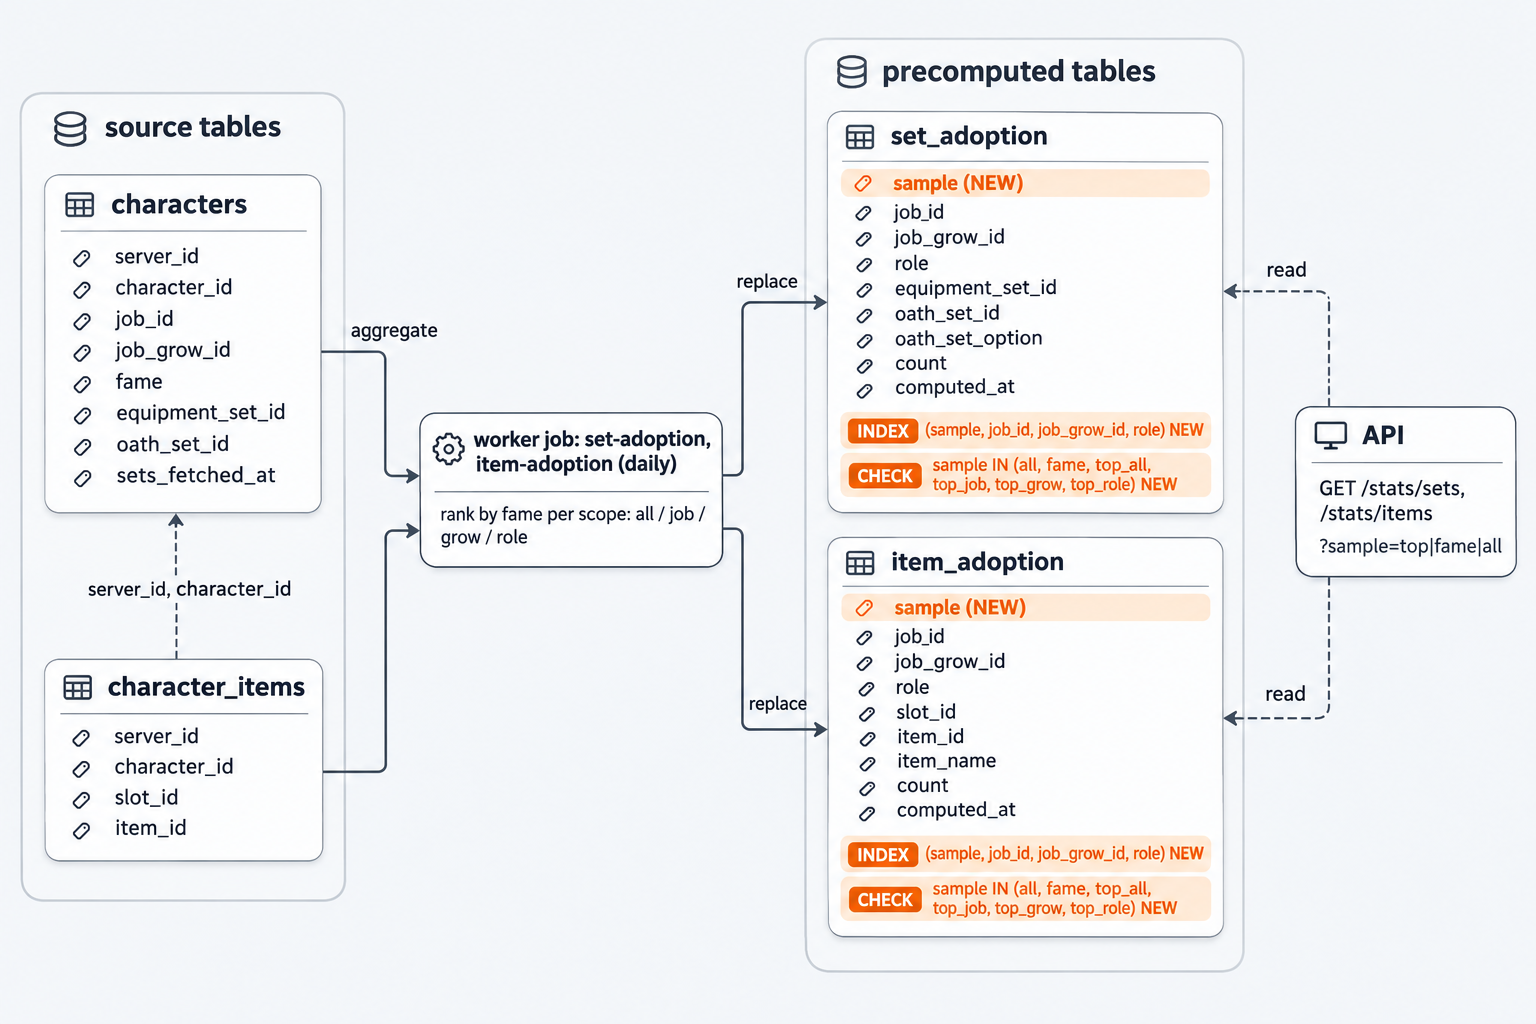 source tables
characters
server_id
character_id
job_id
job_grow_id
fame
equipment_set_id
oath_set_id
sets_fetched_at
server_id, character_id
character_items
server_id
character_id
slot_id
item_id
aggregate
worker job: set-adoption,
item-adoption (daily)
rank by fame per scope: all / job /
grow / role
replace
replace
precomputed tables
set_adoption
sample (NEW)
job_id
job_grow_id
role
equipment_set_id
oath_set_id
oath_set_option
count
computed_at
INDEX (sample, job_id, job_grow_id, role) NEW
CHECK sample IN (all, fame, top_all,
top_job, top_grow, top_role) NEW
item_adoption
sample (NEW)
job_id
job_grow_id
role
slot_id
item_id
item_name
count
computed_at
INDEX (sample, job_id, job_grow_id, role) NEW
CHECK sample IN (all, fame, top_all,
top_job, top_grow, top_role) NEW
read
API
GET /stats/sets,
/stats/items
?sample=top|fame|all
read